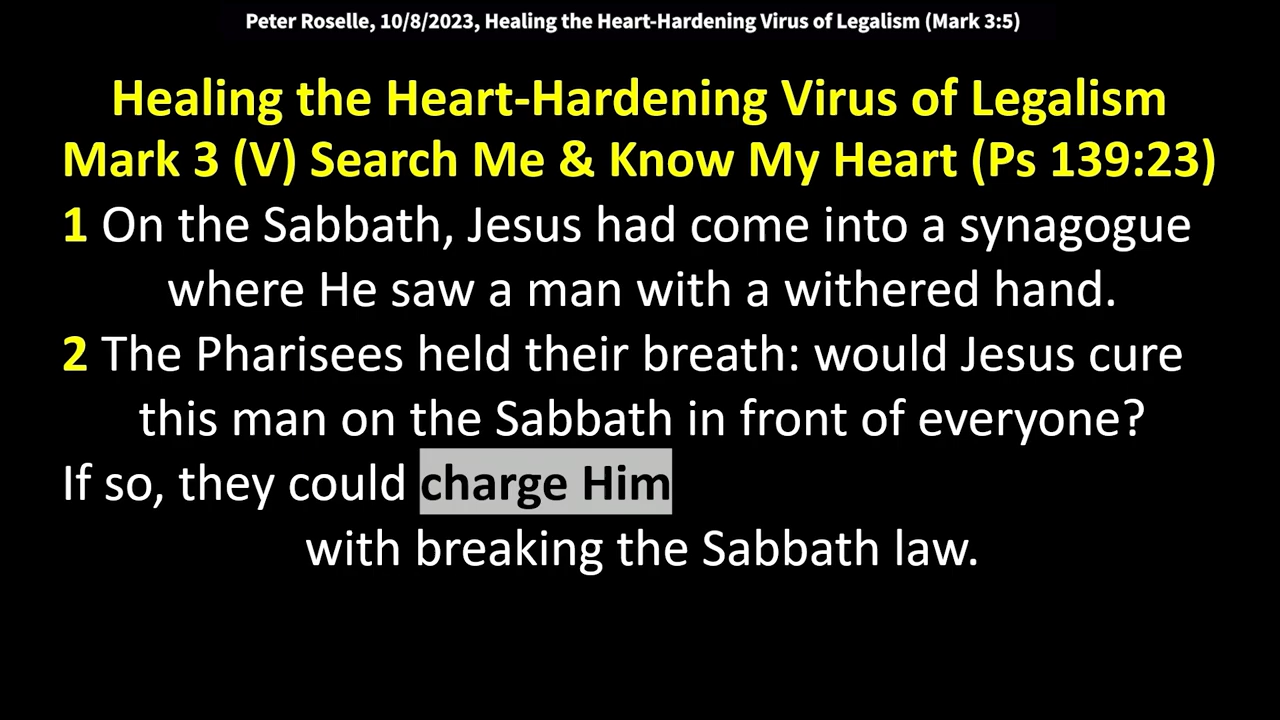 Peter Roselle, 10/8/2023, Healing the Heart-Hardening Virus of Legalism (Mark 3:5)
Healing the Heart-Hardening Virus of Legalism
Mark 3 (V) Search Me & Know My Heart (Ps 139:23)
1 On the Sabbath, Jesus had come into a synagogue
where He saw a man with a withered hand.
2 The Pharisees held their breath: would Jesus cure
this man on the Sabbath in front of everyone?
If so, they could charge Him
with breaking the Sabbath law.